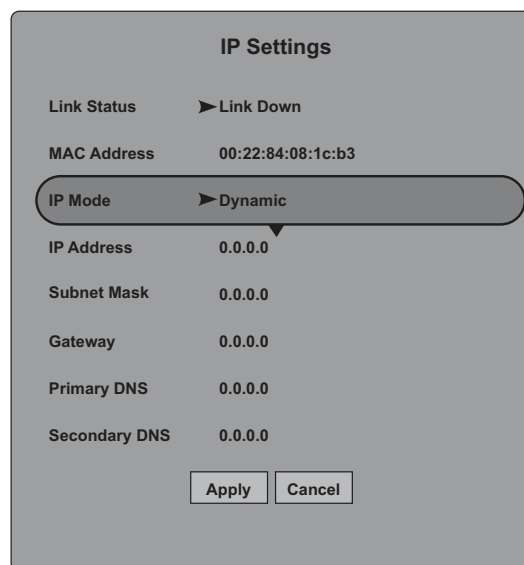 IP Settings
Link Status Link Down
MAC Address 00:22:84:08:1c:b3
IP Mode Dynamic
IP Address 0.0.0.0
Subnet Mask 0.0.0.0
Gateway 0.0.0.0
Primary DNS 0.0.0.0
Secondary DNS 0.0.0.0
Apply Cancel